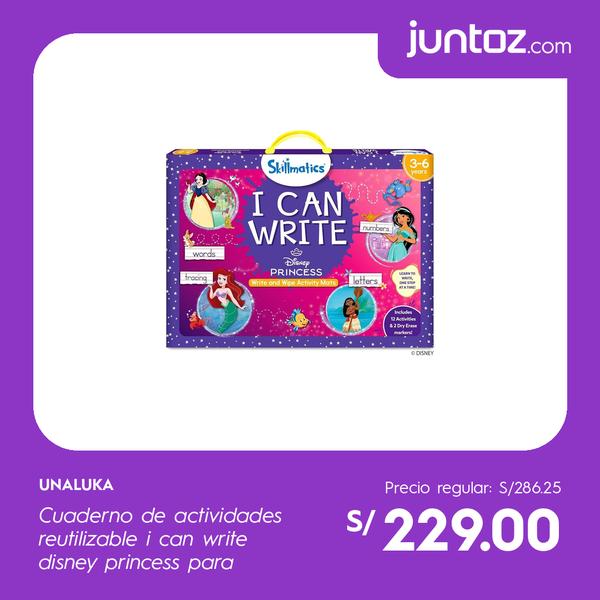 juntoz.com
Skillmatics
3-6
years
I CAN
WRITE
Disney
PRINCESS
Write and Wipe Activity Mats
words
tracing
numbers
letters
LEARN TO
WRITE,
ONE STEP
AT A TIME!
Includes
12 Activities
& 2 Dry Erase
markers!
© DISNEY
UNALUKA
Cuaderno de actividades
reutilizable i can write
disney princess para
Precio regular: S/286.25
S/ 229.00